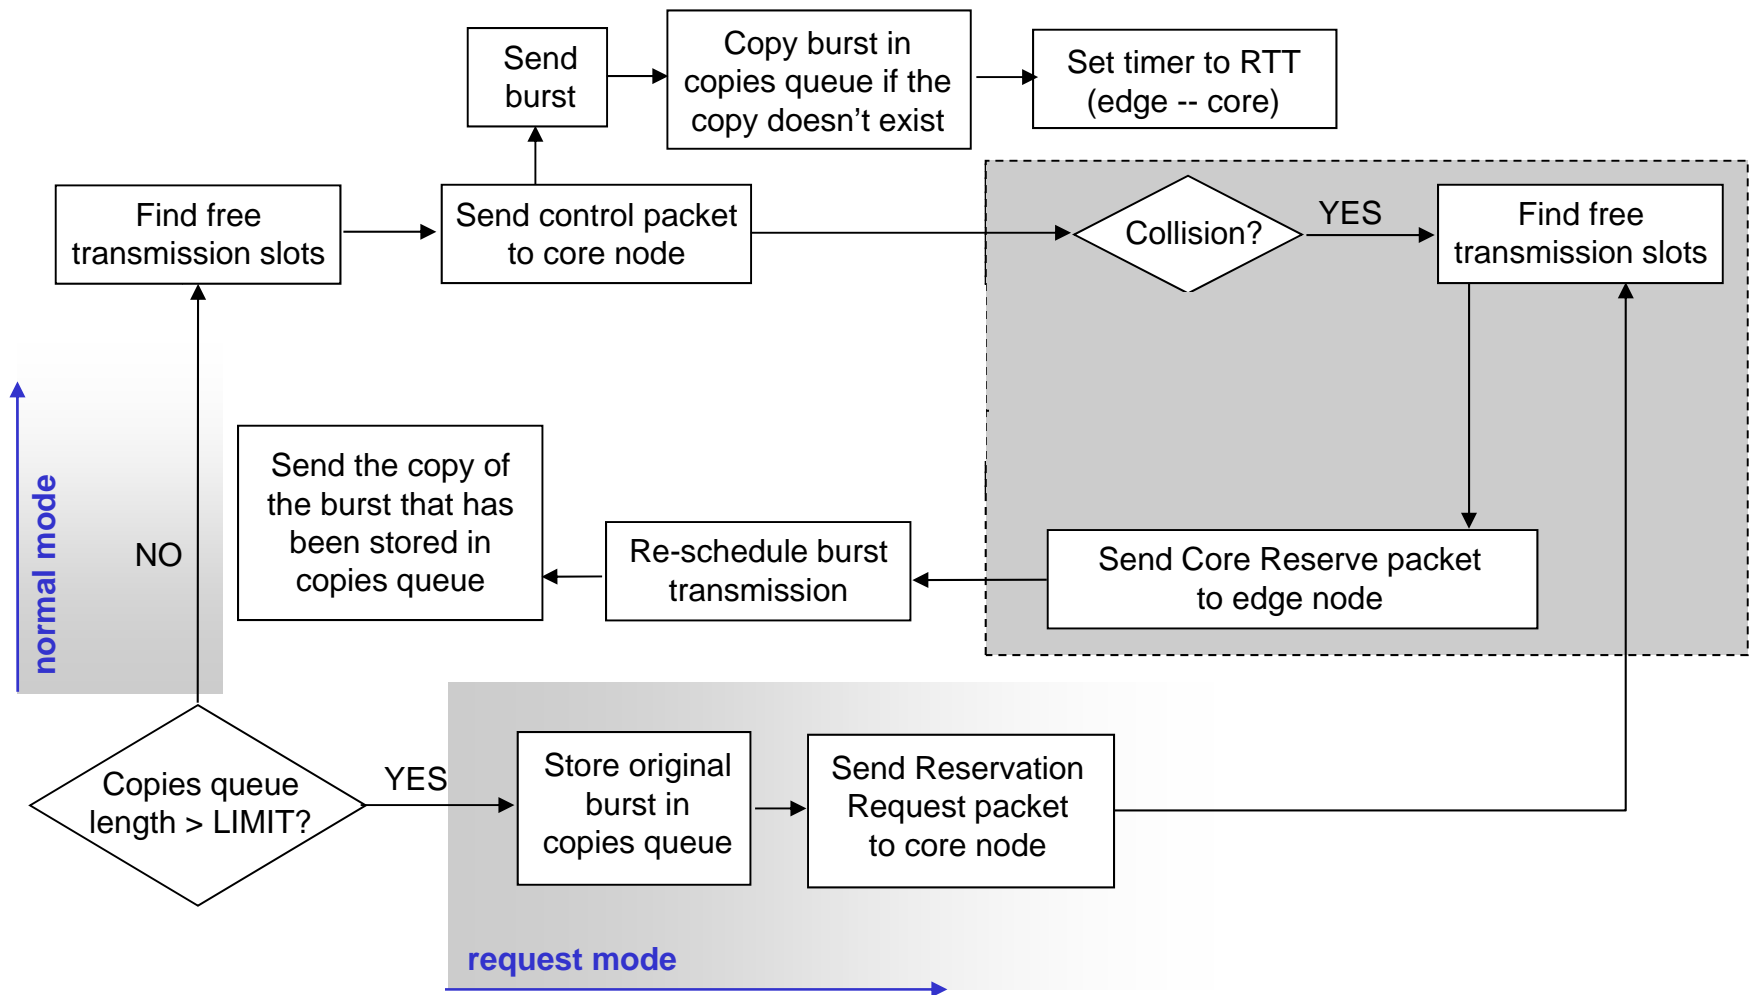 Send
burst
Copy burst in
copies queue if the
copy doesn't exist
Set timer to RTT
(edge -- core)
Find free
transmission slots
Send control packet
to core node
Collision?
YES
Find free
transmission slots
normal mode
NO
Send the copy of
the burst that has
been stored in
copies queue
Re-schedule burst
transmission
Send Core Reserve packet
to edge node
Copies queue
length > LIMIT?
YES
Store original
burst in
copies queue
Send Reservation
Request packet
to core node
request mode